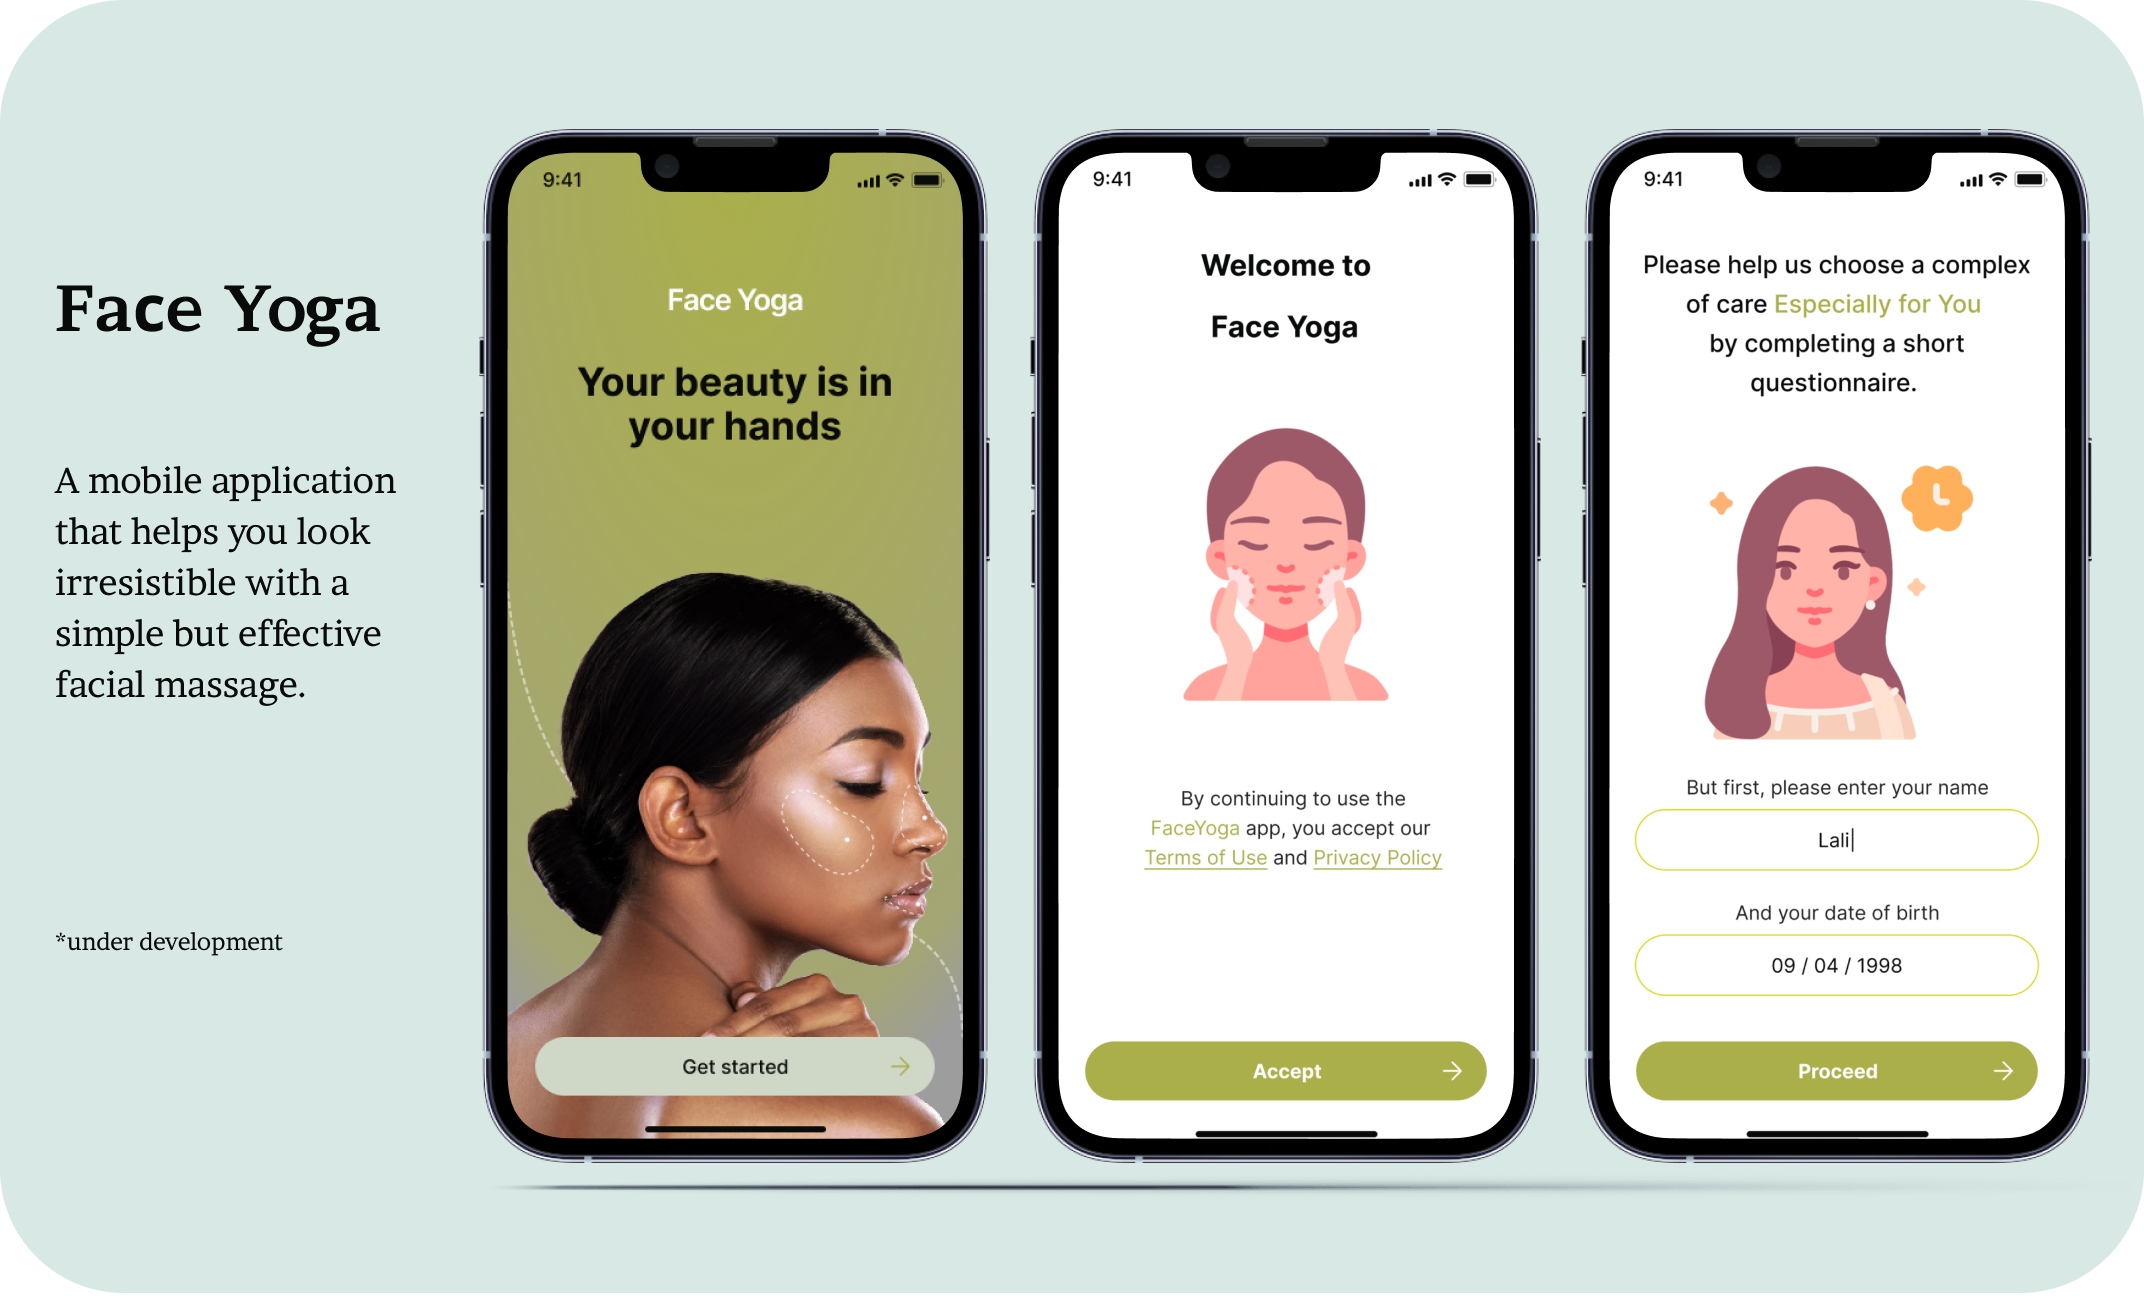 Face Yoga
A mobile application
that helps you look
irresistible with a
simple but effective
facial massage.
*under development
9:41
Face Yoga
Your beauty is in
your hands
Get started
9:41
Welcome to
Face Yoga
By continuing to use the
FaceYoga app, you accept our
Terms of Use and Privacy Policy
Accept
9:41
Please help us choose a complex
of care Especially for You
by completing a short
questionnaire.
But first, please enter your name
Lali
And your date of birth
09 / 04 / 1998
Proceed